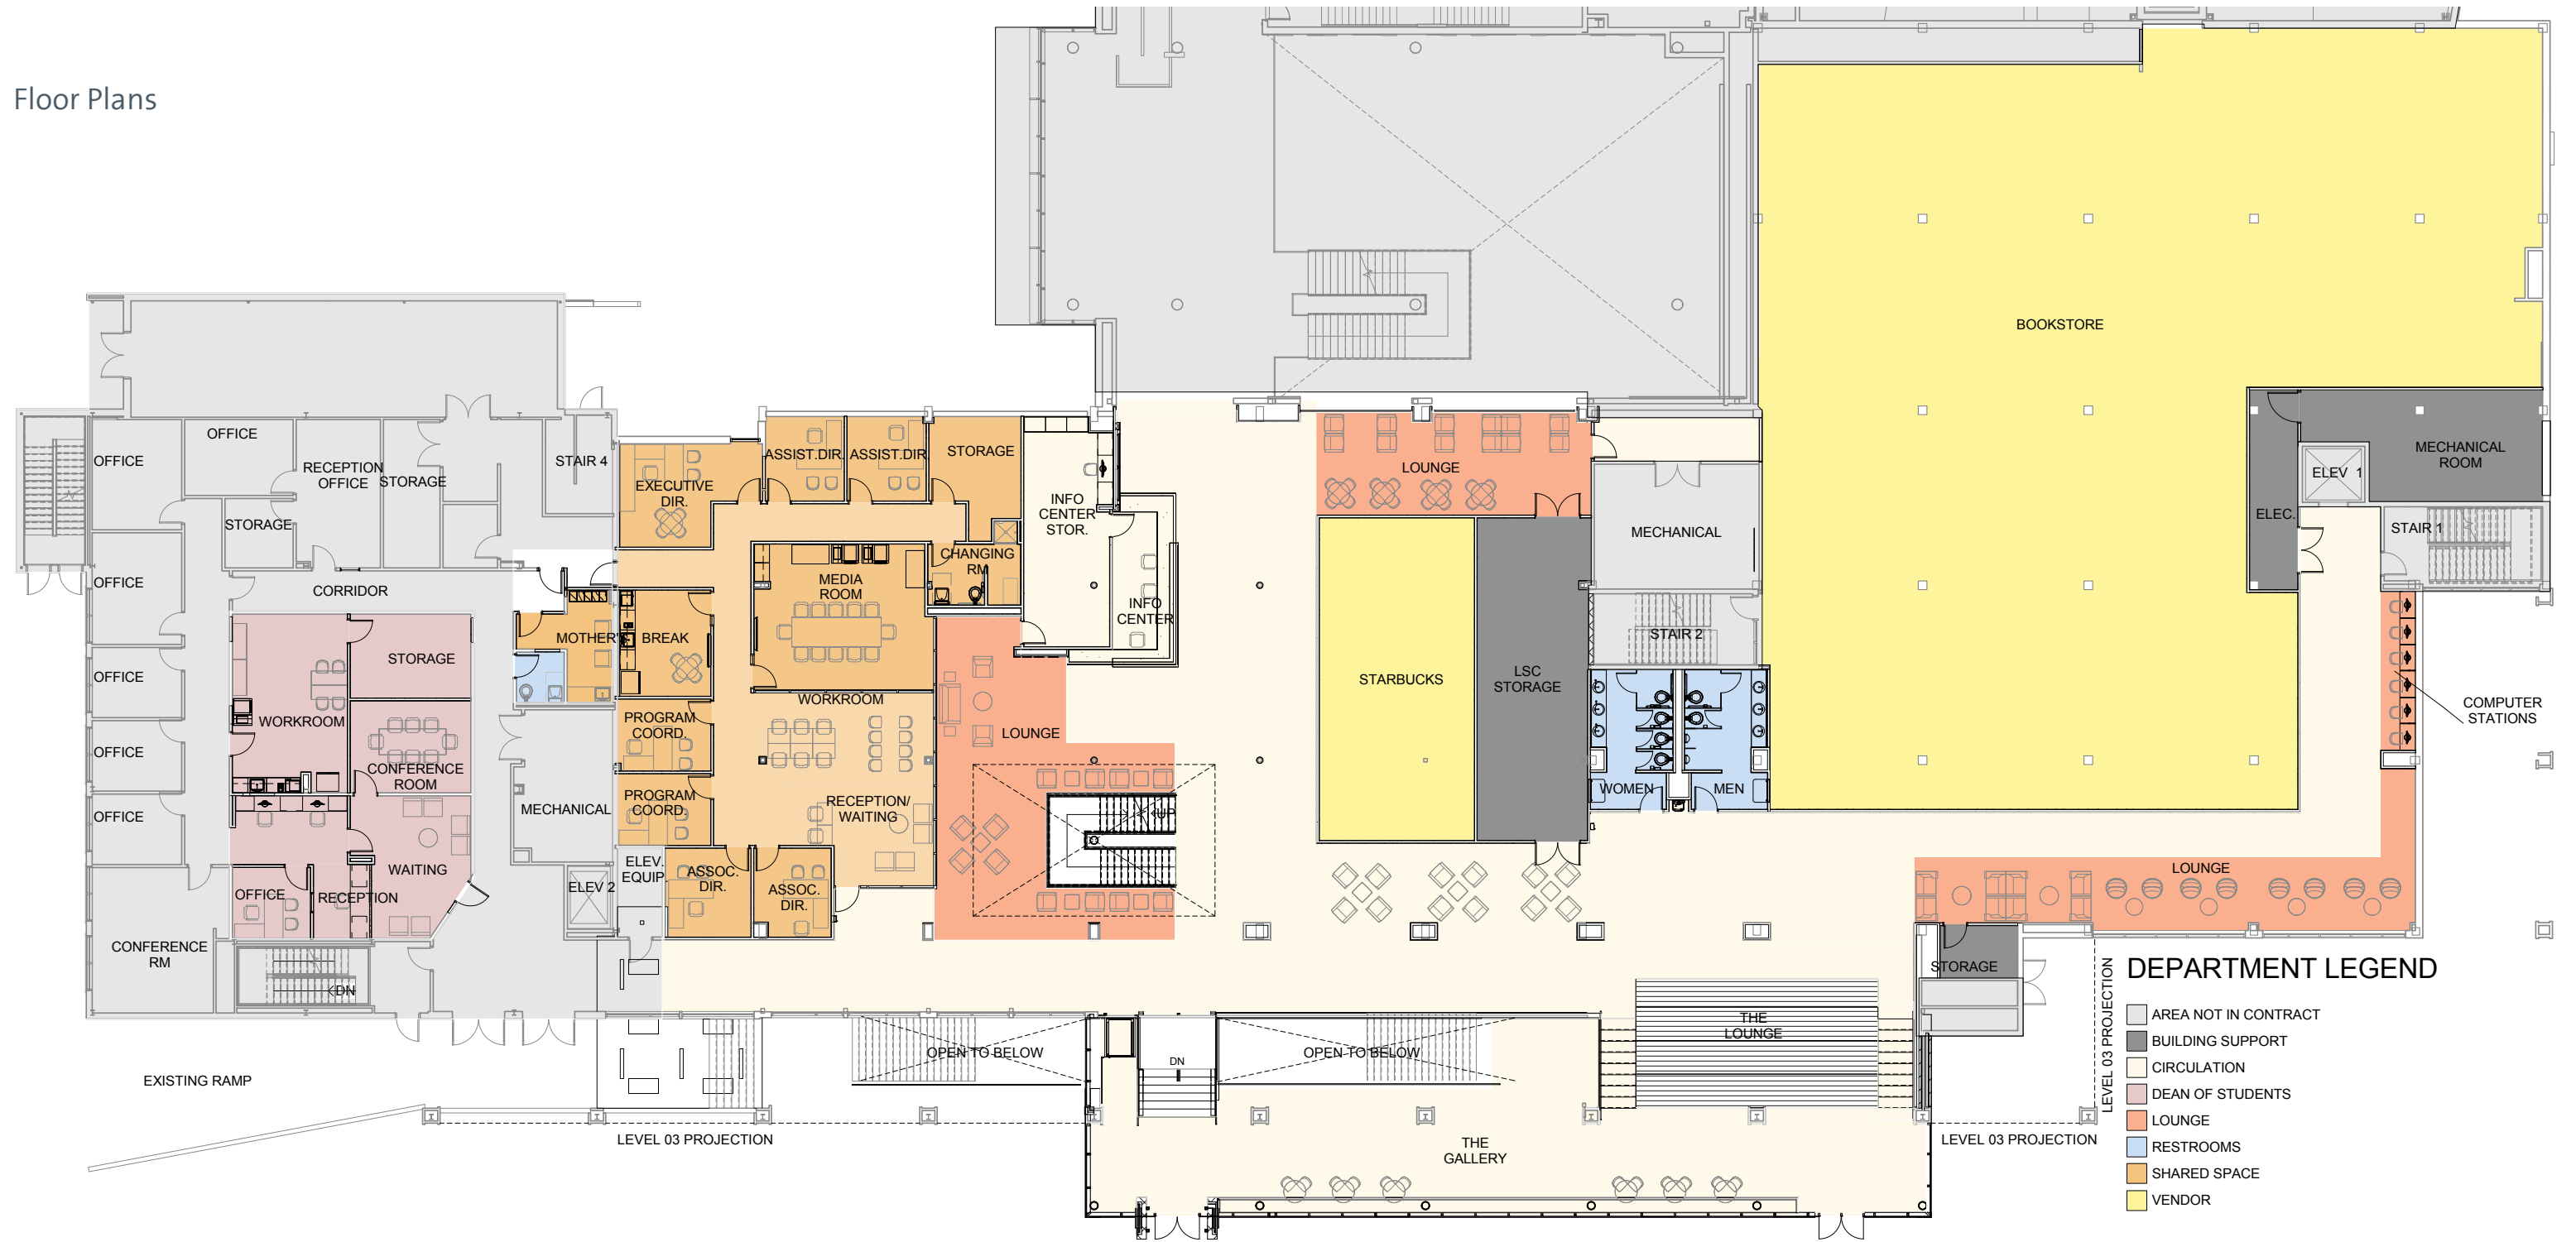 Floor Plans
BOOKSTORE
OFFICE
OFFICE
RECEPTION
OFFICE
STORAGE
STAIR 4
STORAGE
EXECUTIVE
DIR.
ASSIST.DIR.
ASSIST.DIR.
STORAGE
INFO
CENTER
STOR.
LOUNGE
MECHANICAL
MECHANICAL
ROOM
ELEV 1
ELEC.
STAIR 1
OFFICE
CORRIDOR
MEDIA
ROOM
CHANGING
RM
INFO
CENTER
MOTHER'S
BREAK
STAIR 2
STORAGE
OFFICE
WORKROOM
CONFERENCE
ROOM
PROGRAM
COORD.
WORKROOM
LOUNGE
STARBUCKS
LSC
STORAGE
COMPUTER
STATIONS
OFFICE
OFFICE
MECHANICAL
PROGRAM
COORD.
RECEPTION/
WAITING
UP
WOMEN
MEN
WAITING
ELEV 2
ELEV.
EQUIP.
ASSOC.
DIR.
ASSOC.
DIR.
LOUNGE
OFFICE
RECEPTION
CONFERENCE
RM
DN
STORAGE
THE
LOUNGE
OPEN TO BELOW
DN
OPEN TO BELOW
EXISTING RAMP
LEVEL 03 PROJECTION
THE
GALLERY
LEVEL 03 PROJECTION
LEVEL 03 PROJECTION
DEPARTMENT LEGEND
AREA NOT IN CONTRACT
BUILDING SUPPORT
CIRCULATION
DEAN OF STUDENTS
LOUNGE
RESTROOMS
SHARED SPACE
VENDOR